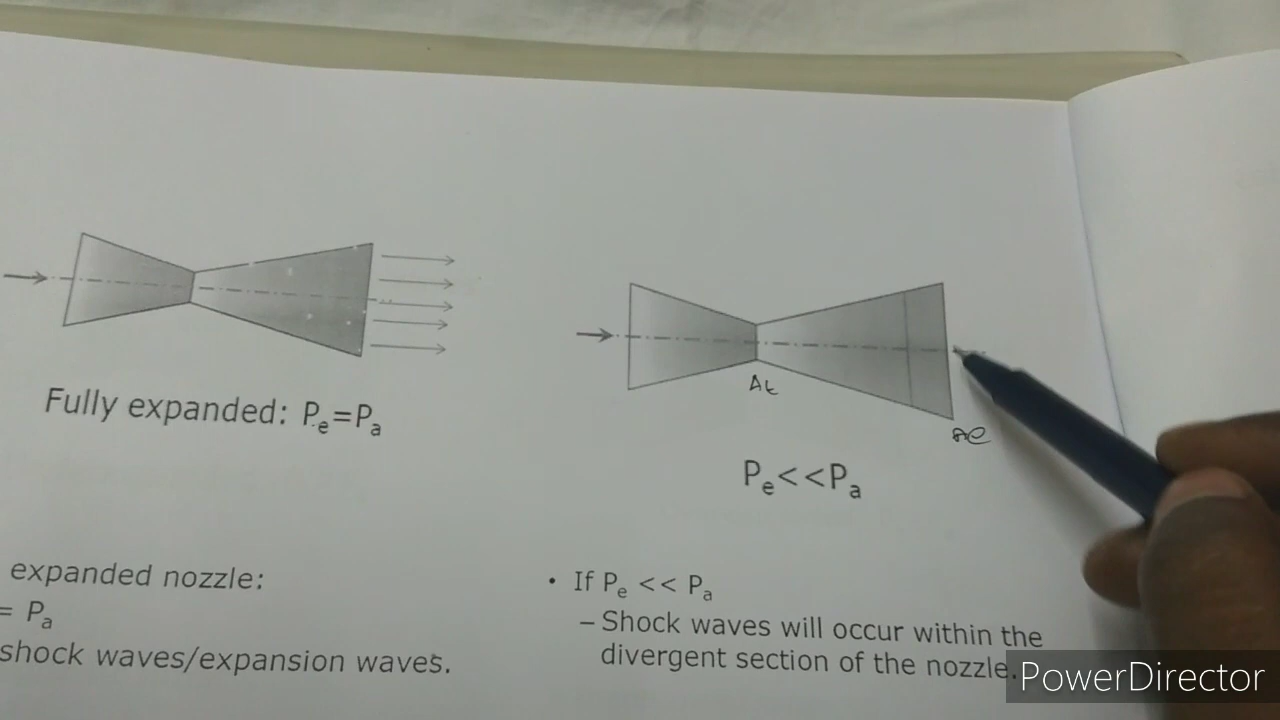 At
Ae
Fully expanded: Pe=Pa
Pe<<Pa
expanded nozzle:
= Pa
shock waves/expansion waves.
• If Pe << Pa
– Shock waves will occur within the
divergent section of the nozzle.
PowerDirector